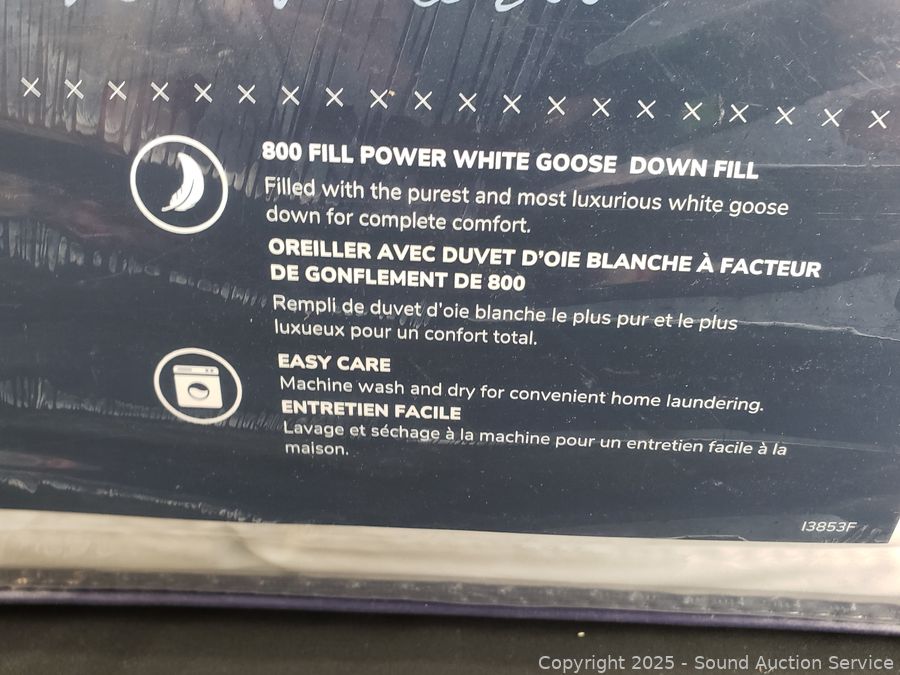 800 FILL POWER WHITE GOOSE DOWN FILL
Filled with the purest and most luxurious white goose
down for complete comfort.
OREILLER AVEC DUVET D'OIE BLANCHE À FACTEUR
DE GONFLEMENT DE 800
Rempli de duvet d'oie blanche le plus pur et le plus
luxueux pour un confort total.
EASY CARE
Machine wash and dry for convenient home laundering.
ENTRETIEN FACILE
Lavage et séchage à la machine pour un entretien facile à la
maison.
I3853F
Copyright 2025 - Sound Auction Service